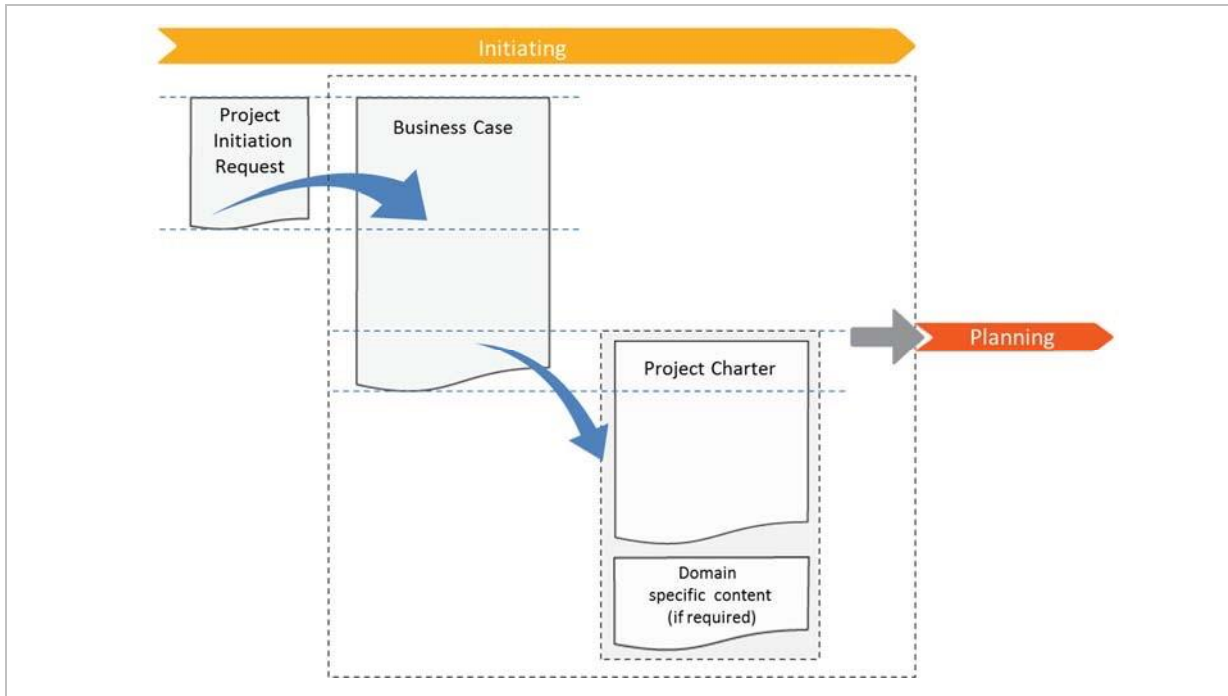 Initiating
Project
Initiation
Request
Business Case
Planning
Project Charter
Domain
specific content
(if required)